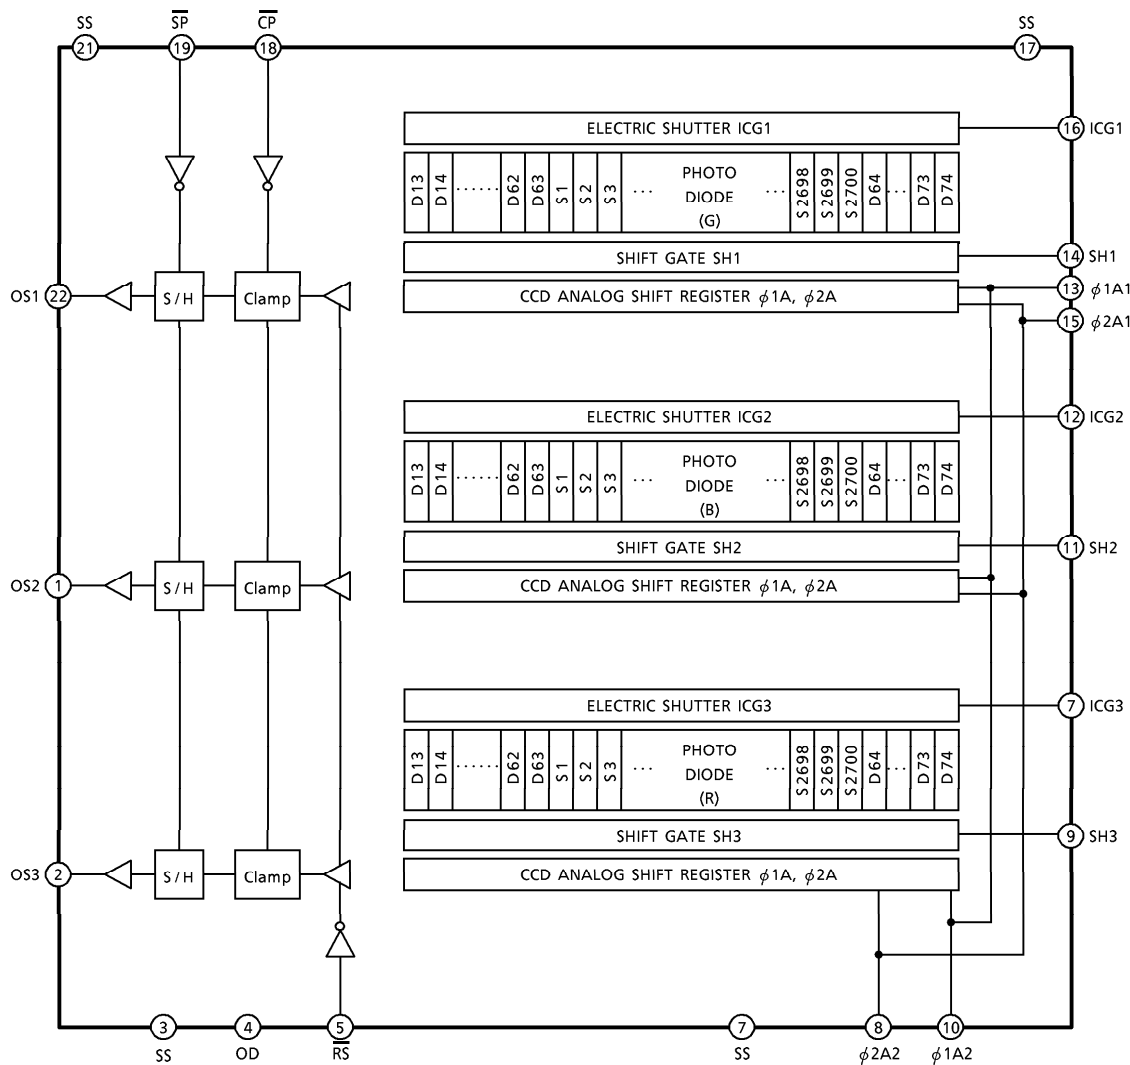 SS
SP
CP
SS
21
19
18
17
ELECTRIC SHUTTER ICG1
16 ICG1
D13 D14 ...... D62 D63 S1 S2 S3 ... PHOTO DIODE (G) ... S2698 S2699 S2700 D64 ... D73 D74
SHIFT GATE SH1
14 SH1
OS1 22
S/H
Clamp
CCD ANALOG SHIFT REGISTER ϕ1A, ϕ2A
13 ϕ1A1
15 ϕ2A1
ELECTRIC SHUTTER ICG2
12 ICG2
D13 D14 ...... D62 D63 S1 S2 S3 ... PHOTO DIODE (B) ... S2698 S2699 S2700 D64 ... D73 D74
SHIFT GATE SH2
11 SH2
OS2 1
S/H
Clamp
CCD ANALOG SHIFT REGISTER ϕ1A, ϕ2A
ELECTRIC SHUTTER ICG3
7 ICG3
D13 D14 ...... D62 D63 S1 S2 S3 ... PHOTO DIODE (R) ... S2698 S2699 S2700 D64 ... D73 D74
SHIFT GATE SH3
9 SH3
OS3 2
S/H
Clamp
CCD ANALOG SHIFT REGISTER ϕ1A, ϕ2A
3
4
5
7
8
10
SS
OD
RS
SS
ϕ2A2
ϕ1A2